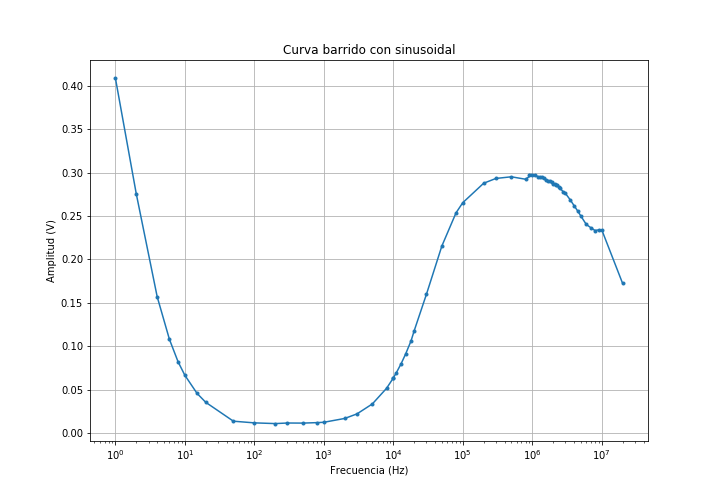 Curva barrido con sinusoidal
Amplitud (V)
0.40
0.35
0.30
0.25
0.20
0.15
0.10
0.05
0.00
10⁰ 10¹ 10² 10³ 10⁴ 10⁵ 10⁶ 10⁷
Frecuencia (Hz)